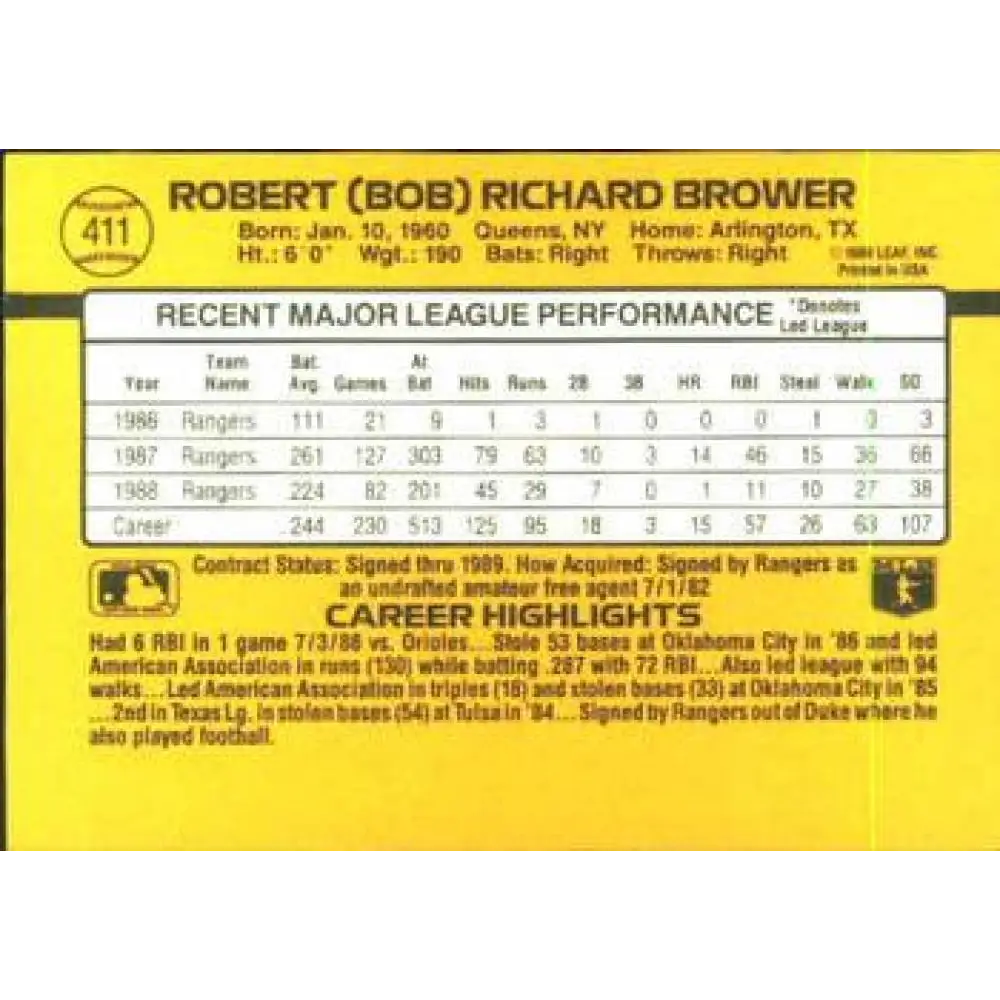 411
ROBERT (BOB) RICHARD BROWER
Born: Jan. 10, 1960 Queens, NY Home: Arlington, TX
Ht.: 6'0" Wgt.: 190 Bats: Right Throws: Right
LEAF, INC.
Printed in USA
RECENT MAJOR LEAGUE PERFORMANCE *Denotes Led League
Year Team Name Bat. Avg. Games At Bat Hits Runs 2B 3B HR RBI Steal Walk SO
1986 Rangers .111 21 9 1 3 1 0 0 0 1 0 3
1987 Rangers .261 127 303 79 63 10 3 14 46 15 36 66
1988 Rangers .224 82 201 45 29 7 0 1 11 10 27 38
Career .244 230 513 125 95 18 3 15 57 26 63 107
Contract Status: Signed thru 1989. How Acquired: Signed by Rangers as
an undrafted amateur free agent 7/1/82
CAREER HIGHLIGHTS
Had 6 RBI in 1 game 7/3/88 vs. Orioles...Stole 53 bases at Oklahoma City in '86 and led
American Association in runs (130) while batting .287 with 72 RBI...Also led league with 94
walks...Led American Association in triples (18) and stolen bases (33) at Oklahoma City in '85
...2nd in Texas Lg. in stolen bases (54) at Tulsa in '84...Signed by Rangers out of Duke where he
also played football.